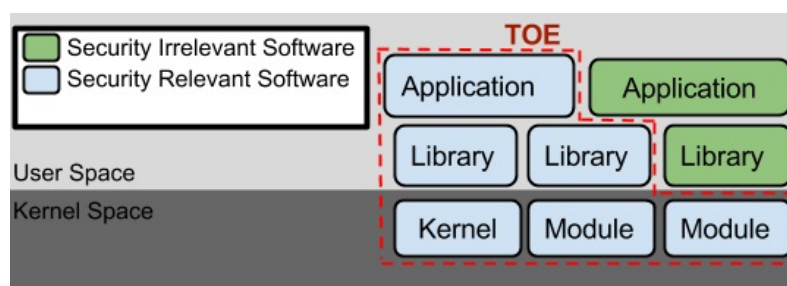 Security Irrelevant Software
Security Relevant Software
TOE
Application
Application
Library
Library
Library
User Space
Kernel Space
Kernel
Module
Module